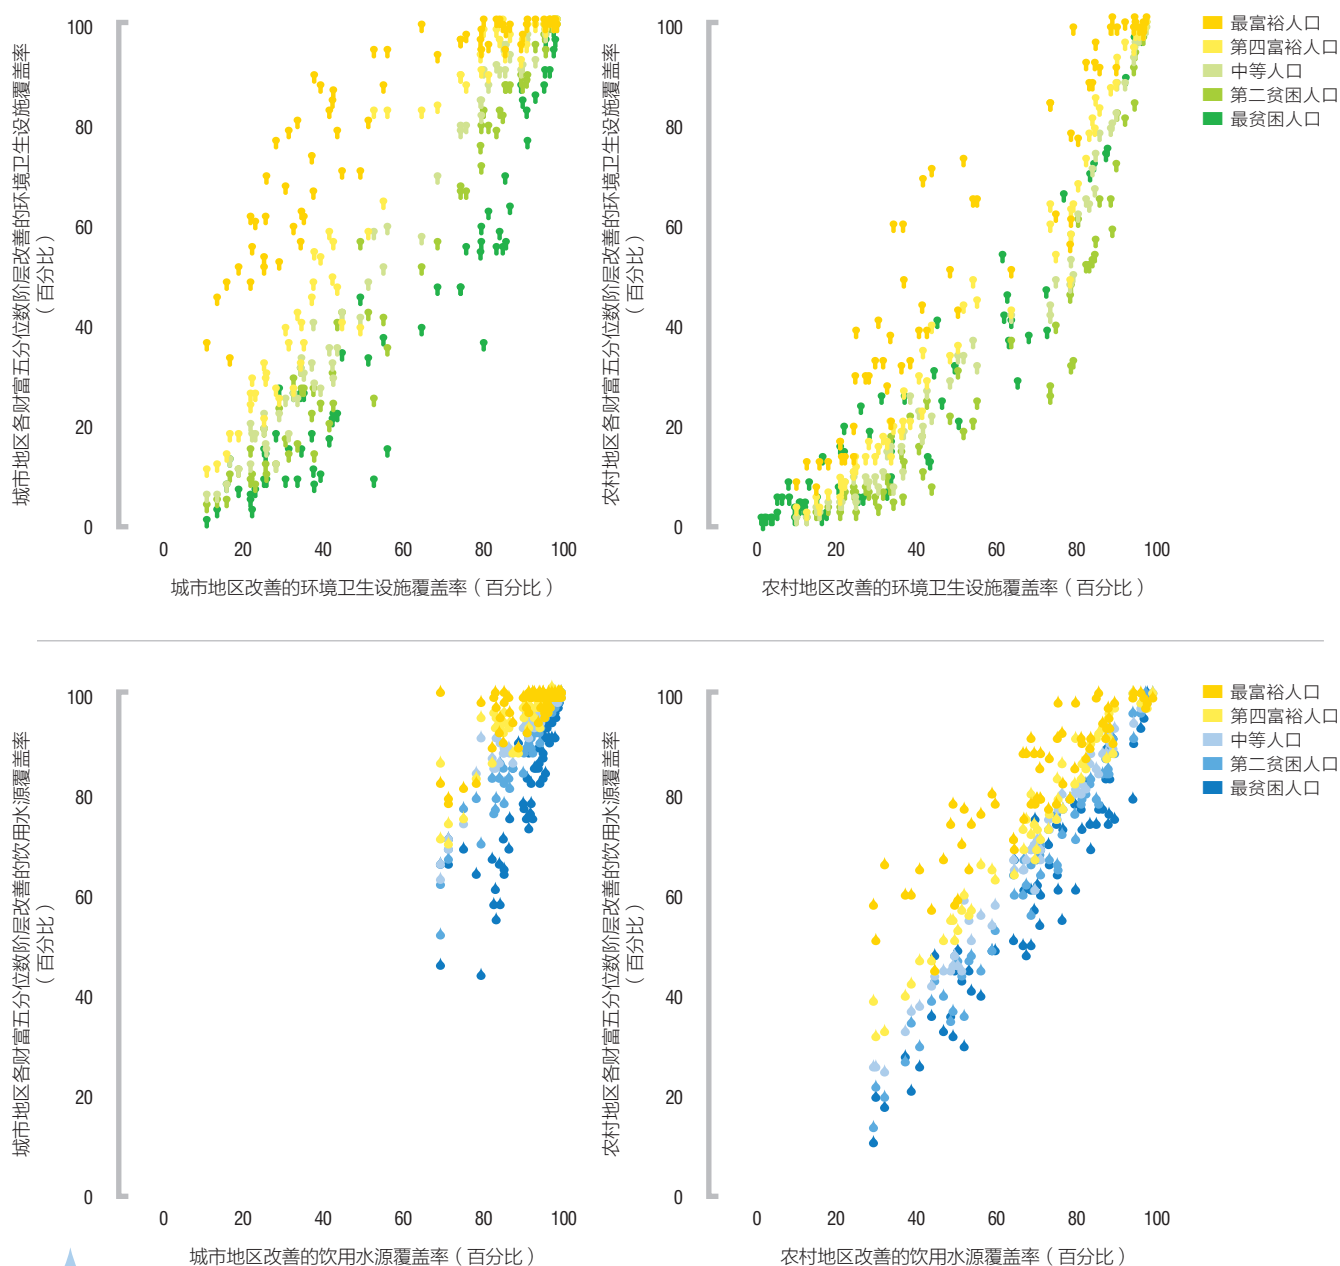 100
80
60
40
20
0
城市地区各财富五分位数阶层改善的环境卫生设施覆盖率
（百分比）
0 20 40 60 80 100
城市地区改善的环境卫生设施覆盖率（百分比）
100
80
60
40
20
0
农村地区各财富五分位数阶层改善的环境卫生设施覆盖率
（百分比）
0 20 40 60 80 100
农村地区改善的环境卫生设施覆盖率（百分比）
最富裕人口
第四富裕人口
中等人口
第二贫困人口
最贫困人口
100
80
60
40
20
0
城市地区各财富五分位数阶层改善的饮用水源覆盖率
（百分比）
0 20 40 60 80 100
城市地区改善的饮用水源覆盖率（百分比）
100
80
60
40
20
0
农村地区各财富五分位数阶层改善的饮用水源覆盖率
（百分比）
0 20 40 60 80 100
农村地区改善的饮用水源覆盖率（百分比）
最富裕人口
第四富裕人口
中等人口
第二贫困人口
最贫困人口